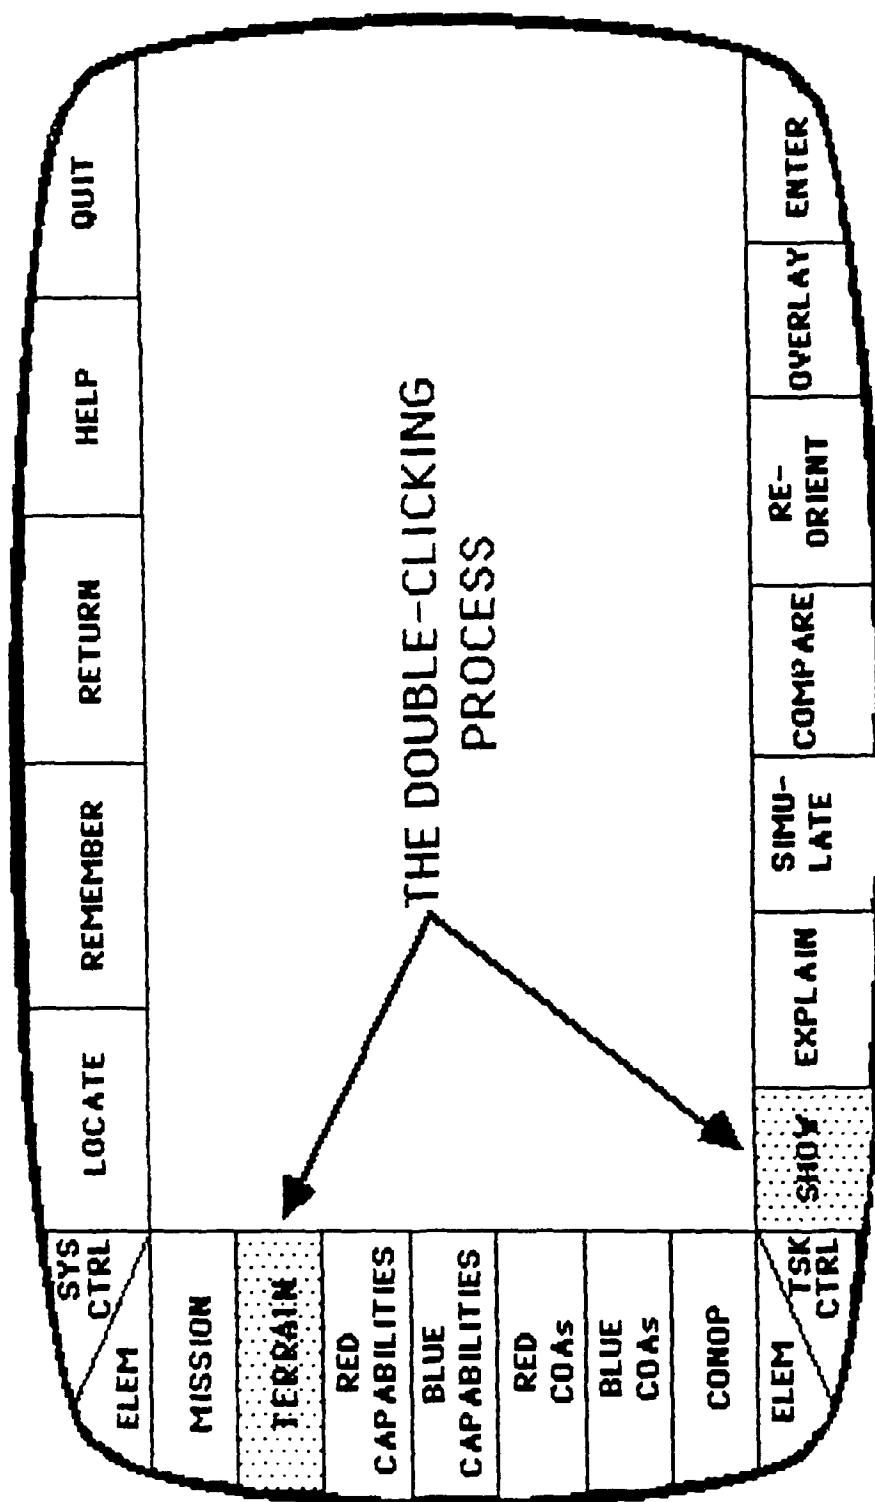 SYS
CTRL
LOCATE
REMEMBER
RETURN
HELP
QUIT
ELEM
MISSION
TERRAIN
RED
CAPABILITIES
BLUE
CAPABILITIES
RED
COAs
BLUE
COAs
CONOP
ELEM
THE DOUBLE-CLICKING
PROCESS
TSK
CTRL
SHOW
EXPLAIN
SIMU-
LATE
COMPARE
RE-
ORIENT
OVERLAY
ENTER